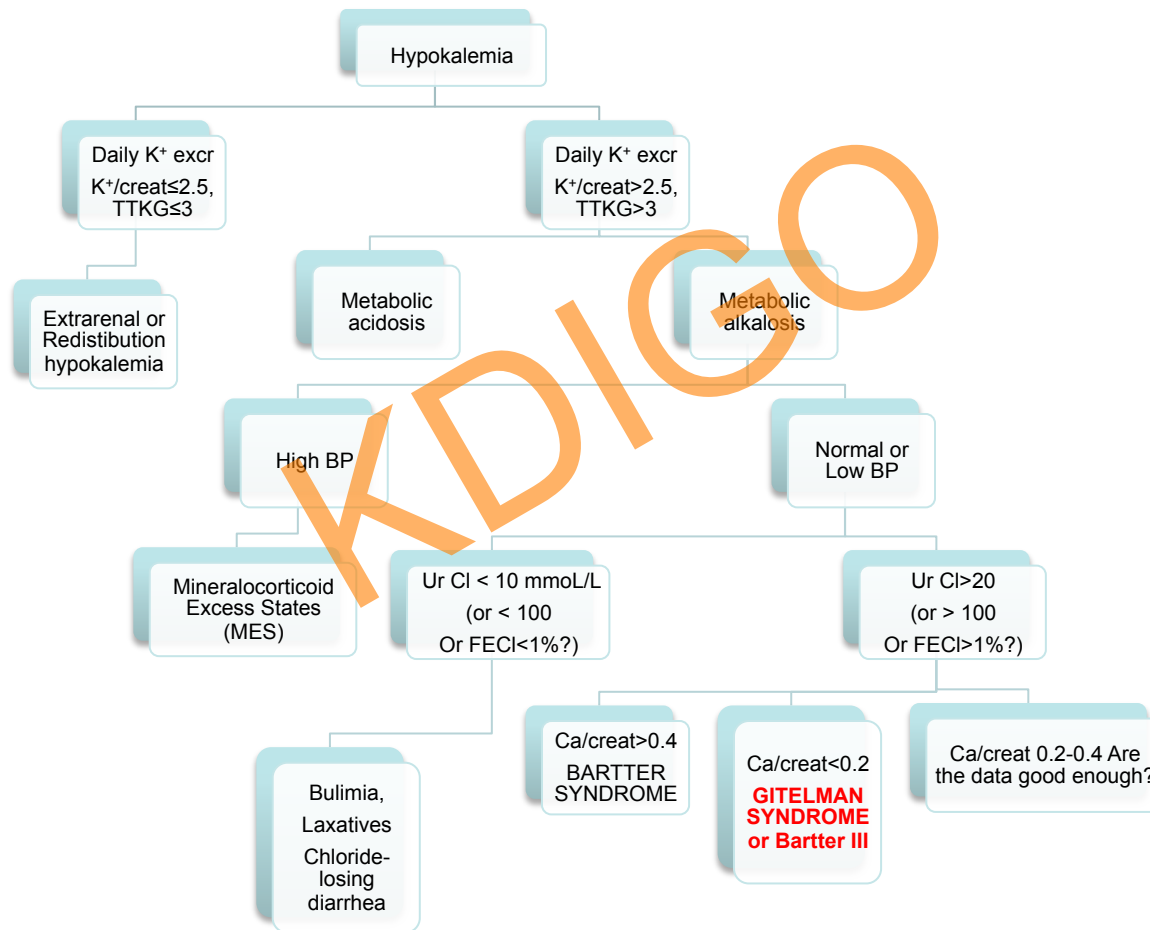 Hypokalemia
Daily K⁺ excr
K⁺/creat≤2.5,
TTKG≤3
Daily K⁺ excr
K⁺/creat>2.5,
TTKG>3
Extrarenal or
Redistibution
hypokalemia
Metabolic
acidosis
Metabolic
alkalosis
High BP
Normal or
Low BP
Mineralocorticoid
Excess States
(MES)
Ur Cl < 10 mmoL/L
(or < 100
Or FECl<1%?)
Ur Cl>20
(or > 100
Or FECl>1%?)
Bulimia,
Laxatives
Chloride-
losing
diarrhea
Ca/creat>0.4
BARTTER
SYNDROME
Ca/creat<0.2
GITELMAN
SYNDROME
or Bartter III
Ca/creat 0.2-0.4 Are
the data good enough?
KDIGO